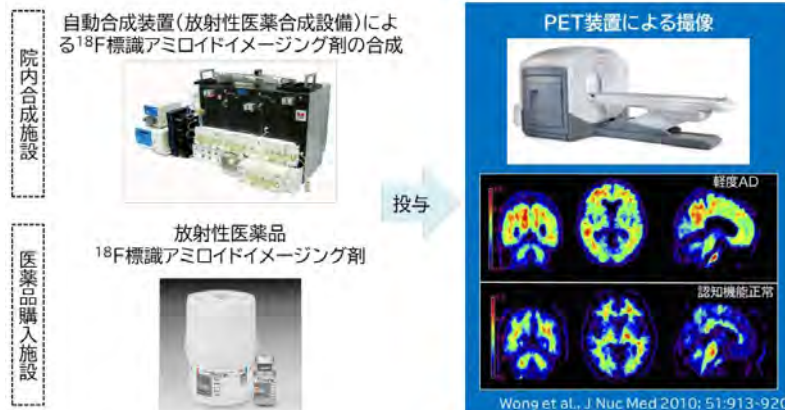 院内合成施設
自動合成装置(放射性医薬合成設備)によ
る¹⁸F標識アミロイドイメージング剤の合成
医薬品購入施設
放射性医薬品
¹⁸F標識アミロイドイメージング剤
投与
PET装置による撮像
軽度AD
認知機能正常
Wong et al., J Nuc Med 2010; 51:913-920